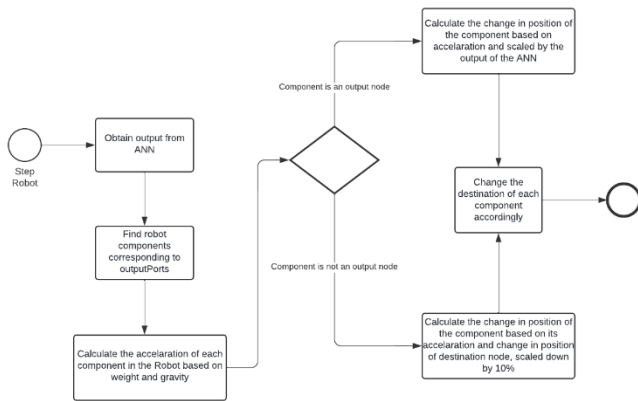 Step
Robot
Obtain output from
ANN
Find robot
components
corresponding to
outputPorts
Calculate the accelaration of each
component in the Robot based on
weight and gravity
Component is an output node
Component is not an output node
Calculate the change in position of
the component based on
accelaration and scaled by the
output of the ANN
Calculate the change in position of
the component based on its
accelaration and change in position
of destination node, scaled down
by 10%
Change the
destination of each
component
accordingly